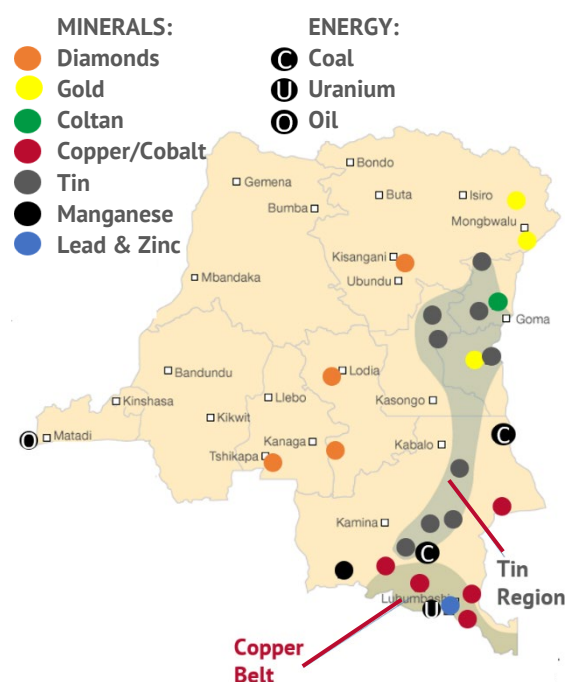 MINERALS:
Diamonds
Gold
Coltan
Copper/Cobalt
Tin
Manganese
Lead & Zinc
ENERGY:
C Coal
U Uranium
O Oil
Bondo
Gemena
Buta
Isiro
Bumba
Mongbwalu
Kisangani
Mbandaka
Ubundu
Goma
Bandundu
Lodia
Kinshasa
Llebo
Kasongo
Kikwit
O
Matadi
Kanaga
Kabalo
C
Tshikapa
Kamina
C
Tin
Region
Luhumbashi
U
Copper
Belt